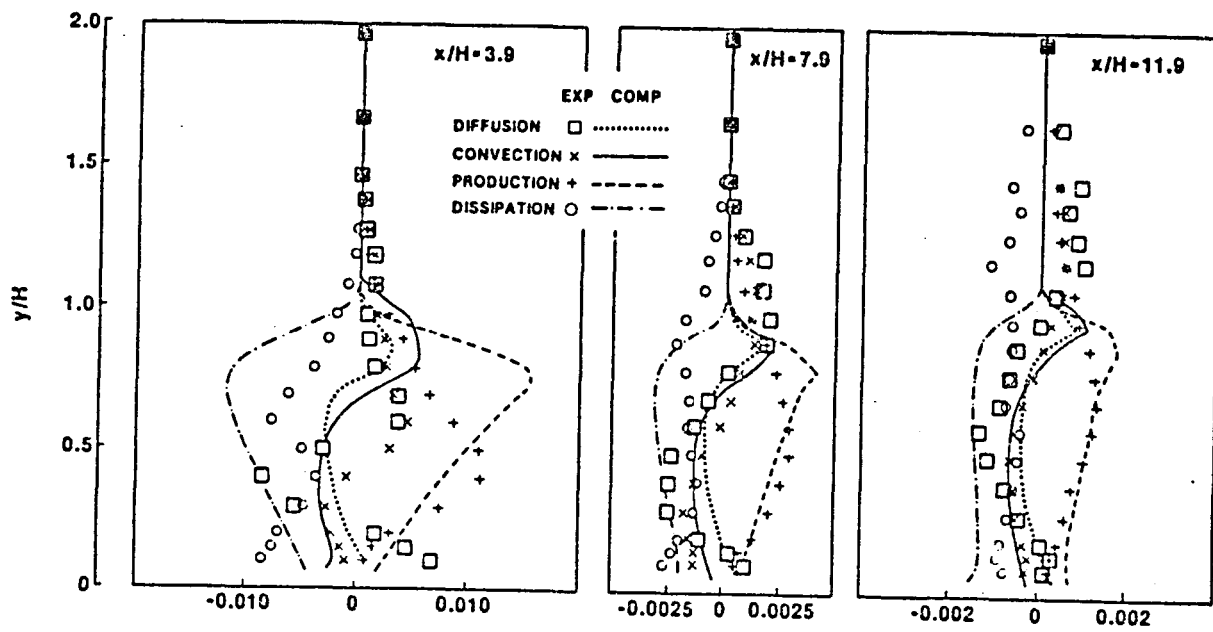 2.0
1.5
1.0
0.5
0
y/H
x/H=3.9
x/H=7.9
x/H=11.9
EXP COMP
DIFFUSION
CONVECTION
PRODUCTION
DISSIPATION
-0.010 0 0.010
-0.0025 0 0.0025
-0.002 0 0.002